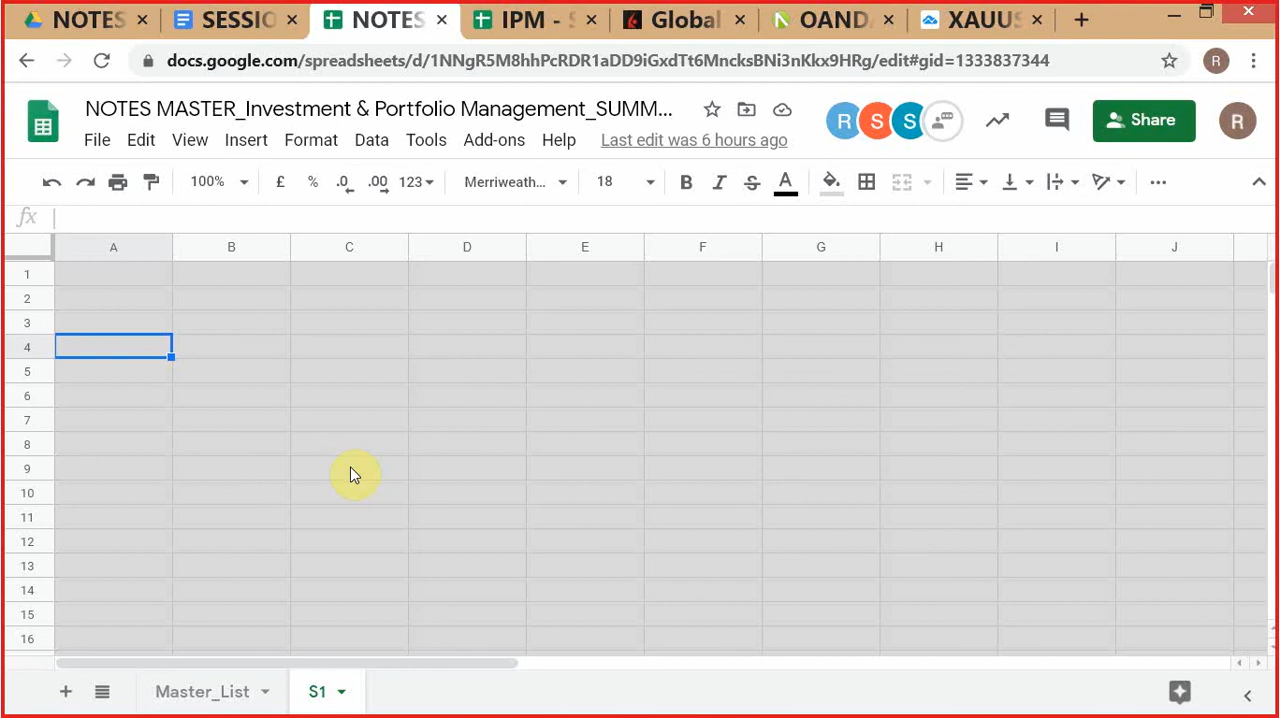 NOTES
SESSIO
NOTES
IPM - S
Global
OANDA
XAUUS
docs.google.com/spreadsheets/d/1NNgR5M8hhPcRDR1aDD9iGxdTt6MncksBNi3nKkx9HRg/edit#gid=1333837344
R
NOTES MASTER_Investment & Portfolio Management_SUMM...
R S S
Share
R
File Edit View Insert Format Data Tools Add-ons Help Last edit was 6 hours ago
100% £ % .0 .00 123 Merriweath... 18 B I S A
fx
A B C D E F G H I J
1
2
3
4
5
6
7
8
9
10
11
12
13
14
15
16
Master_List S1